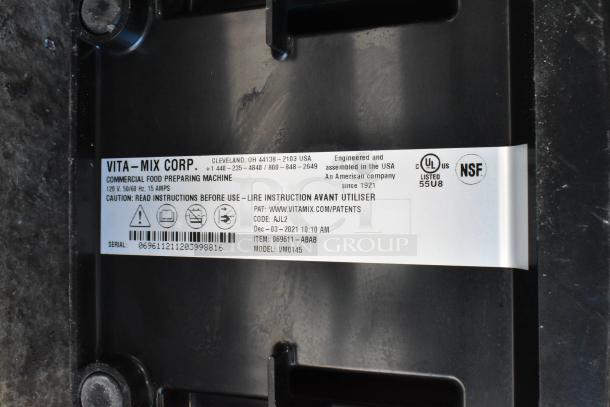 VITA-MIX CORP.
CLEVELAND, OH 44138-2103 USA
+1 440-235-4840 / 800-848-2649
Engineered and
assembled in the USA
An American company
since 1921
COMMERCIAL FOOD PREPARING MACHINE
120 V, 50/60 Hz, 15 AMPS
CAUTION: READ INSTRUCTIONS BEFORE USE-LIRE INSTRUCTION AVANT UTILISER
PAT: WWW.VITAMIX.COM/PATENTS
CODE: AJL2
Dec-03-2021 10:10 AM
ITEM: 069611-ABAB
MODEL: VM0145
SERIAL:
069611211203998816
C UL US
LISTED
55U8
NSF
GROUP